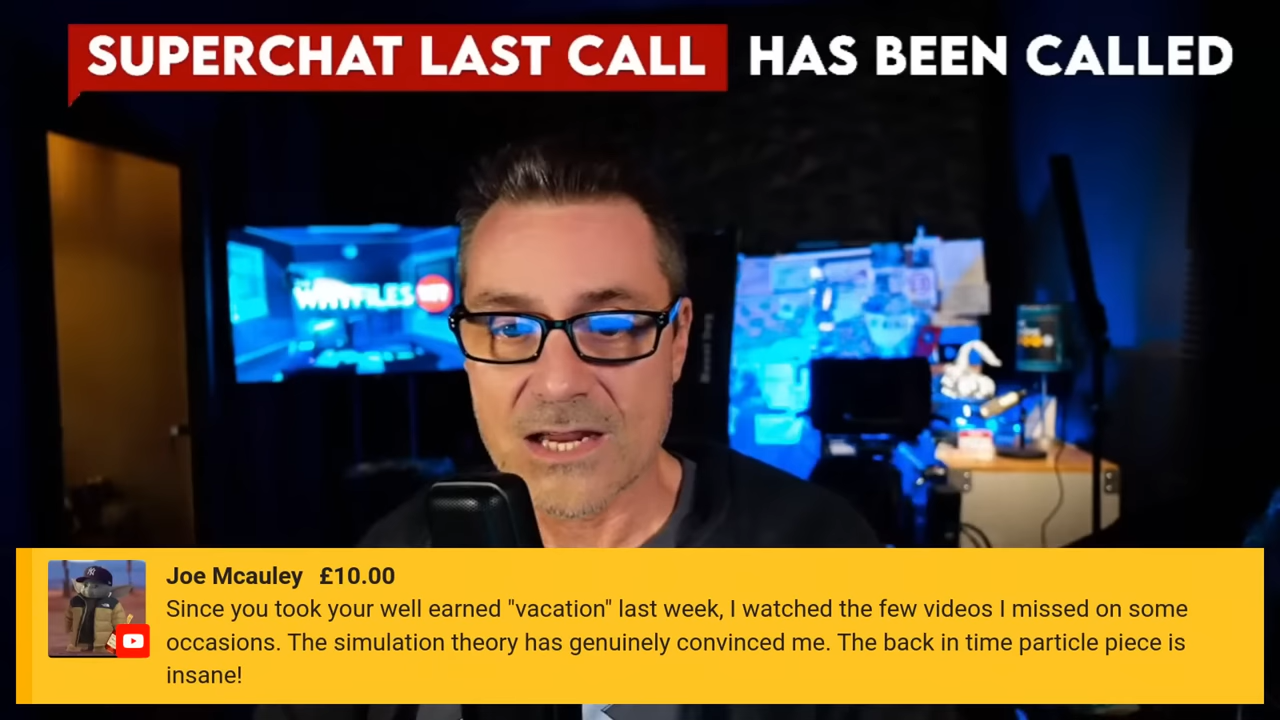 SUPERCHAT LAST CALL HAS BEEN CALLED
Joe Mcauley £10.00
Since you took your well earned "vacation" last week, I watched the few videos I missed on some
occasions. The simulation theory has genuinely convinced me. The back in time particle piece is
insane!